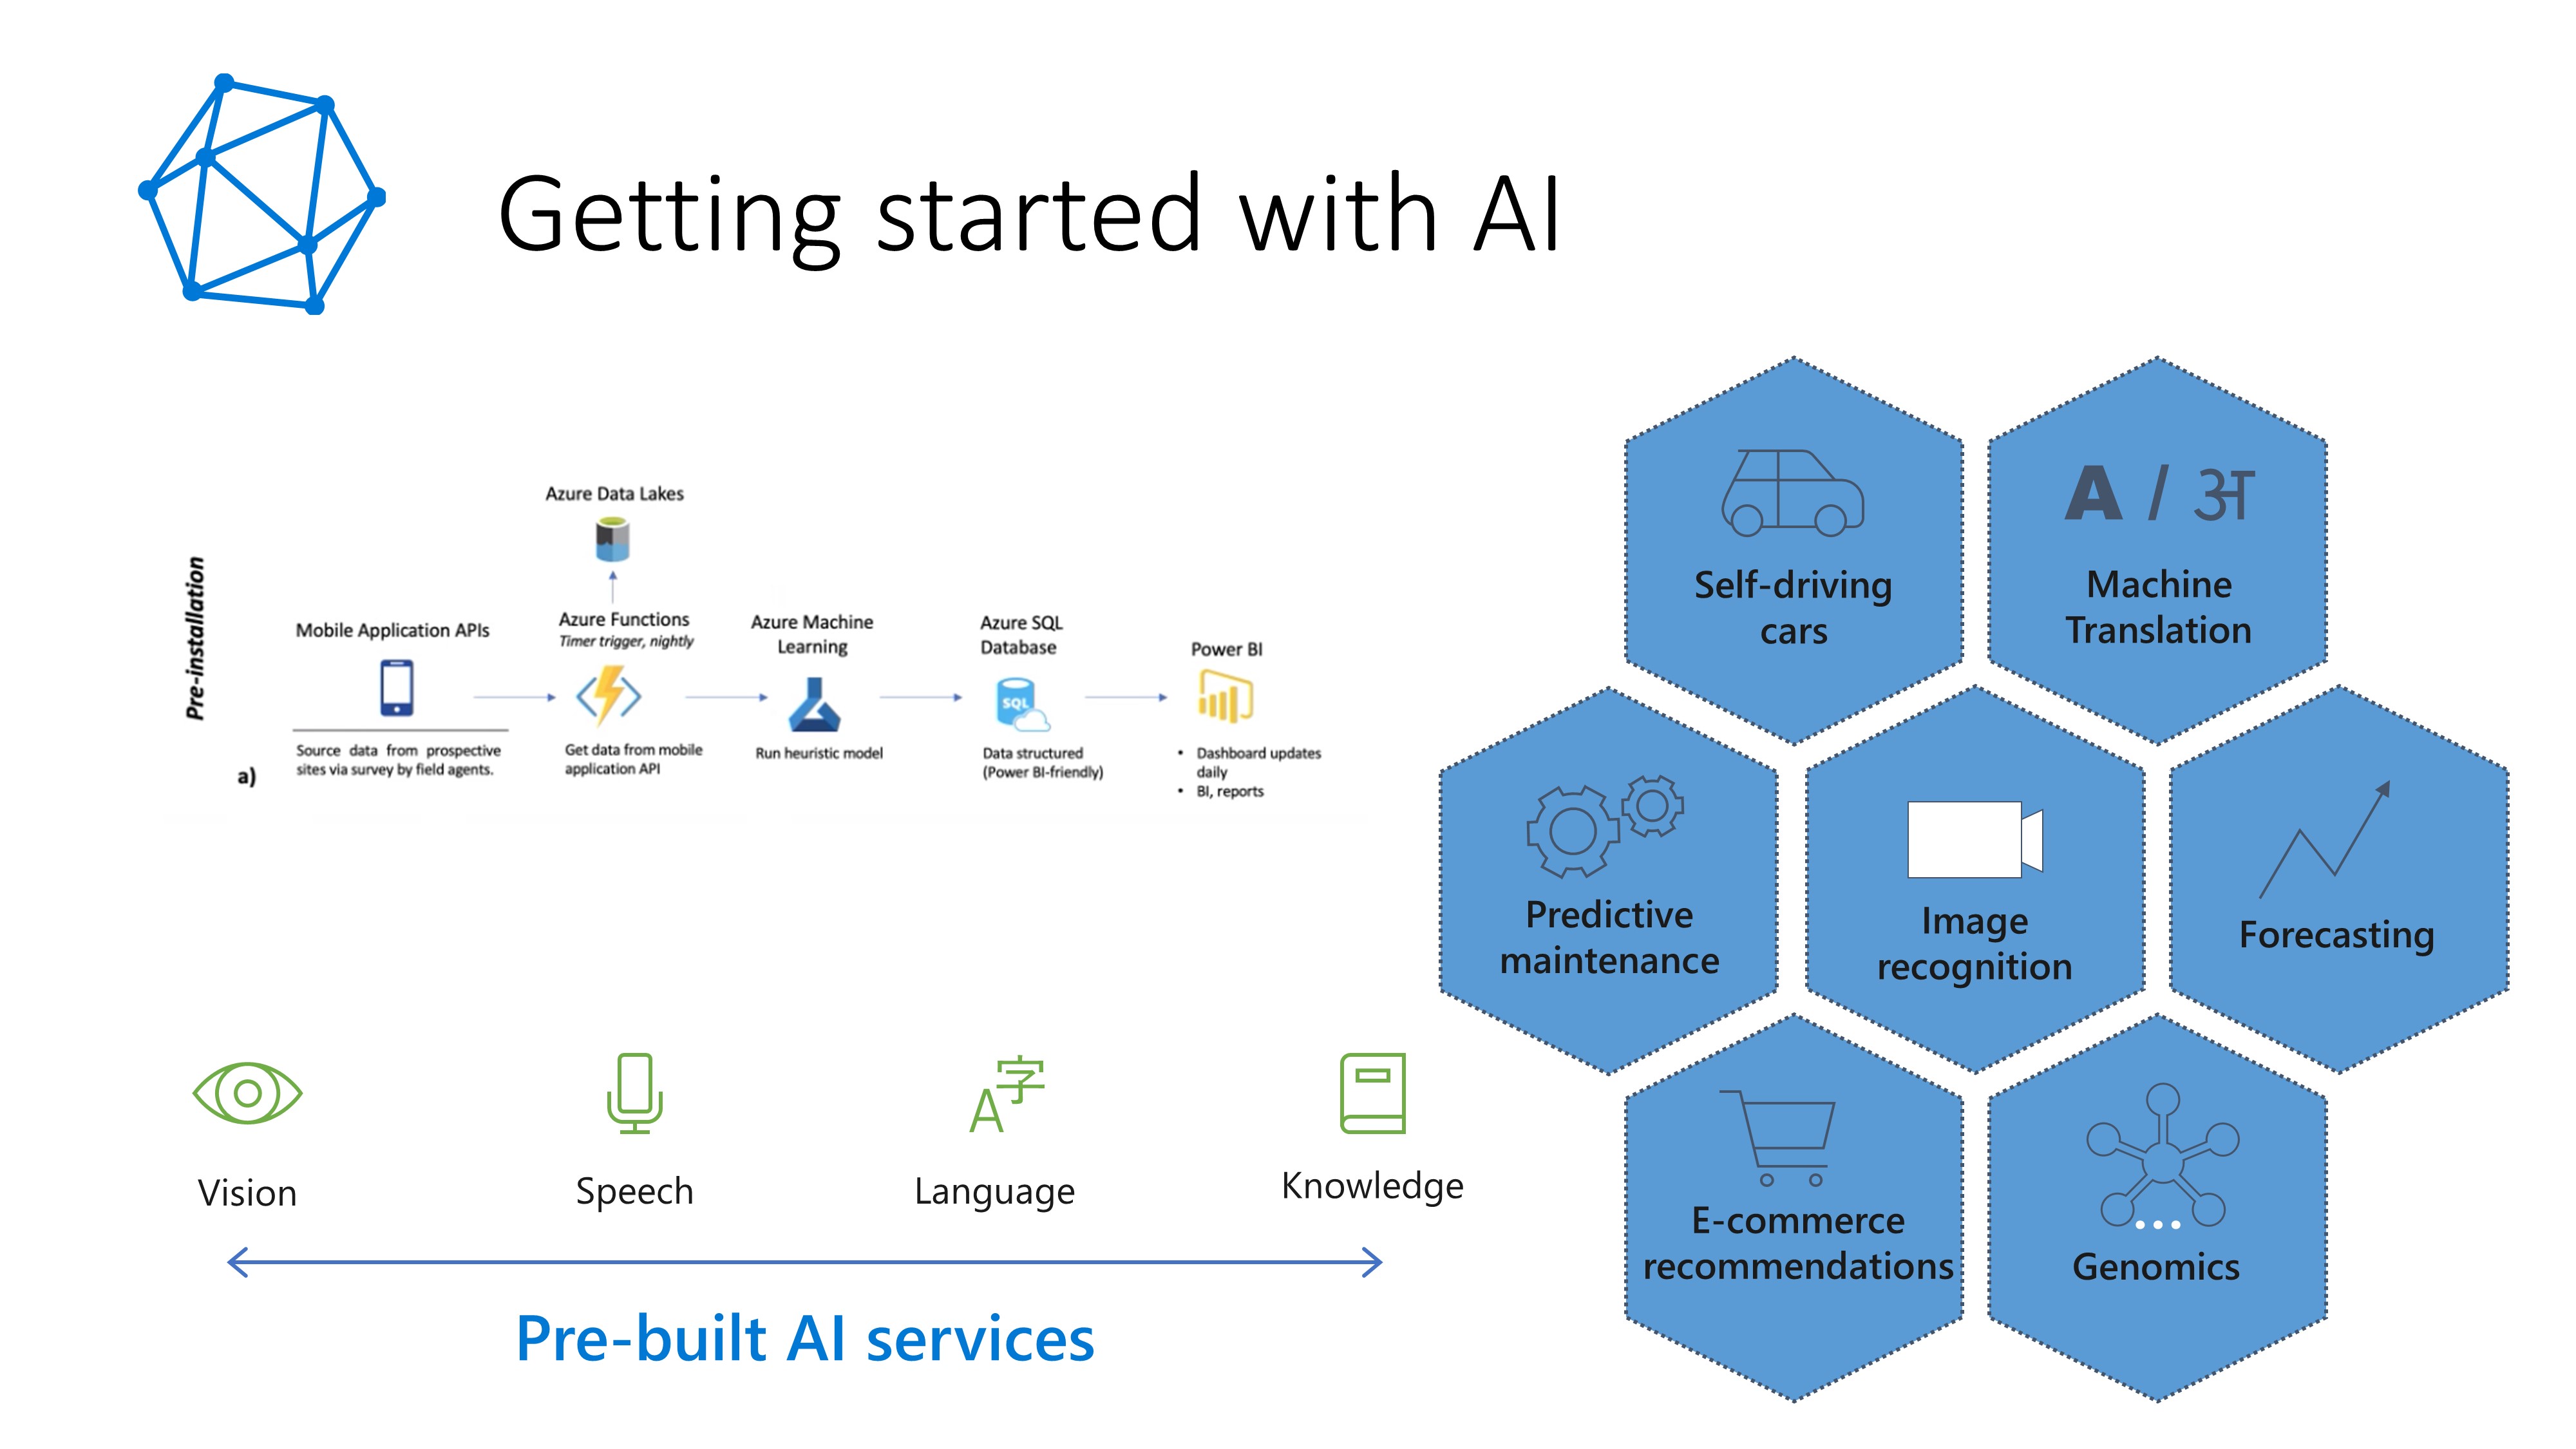 Getting started with AI
Pre-installation
a)
Azure Data Lakes
Mobile Application APIs
Source data from prospective
sites via survey by field agents.
Azure Functions
Timer trigger, nightly
Get data from mobile
application API
Azure Machine
Learning
Run heuristic model
Azure SQL
Database
SQL
Data structured
(Power BI-friendly)
Power BI
• Dashboard updates
daily
• BI, reports
A字
Vision
Speech
Language
Knowledge
Pre-built AI services
Self-driving
cars
A / अ
Machine
Translation
Predictive
maintenance
Image
recognition
Forecasting
E-commerce
recommendations
...
Genomics